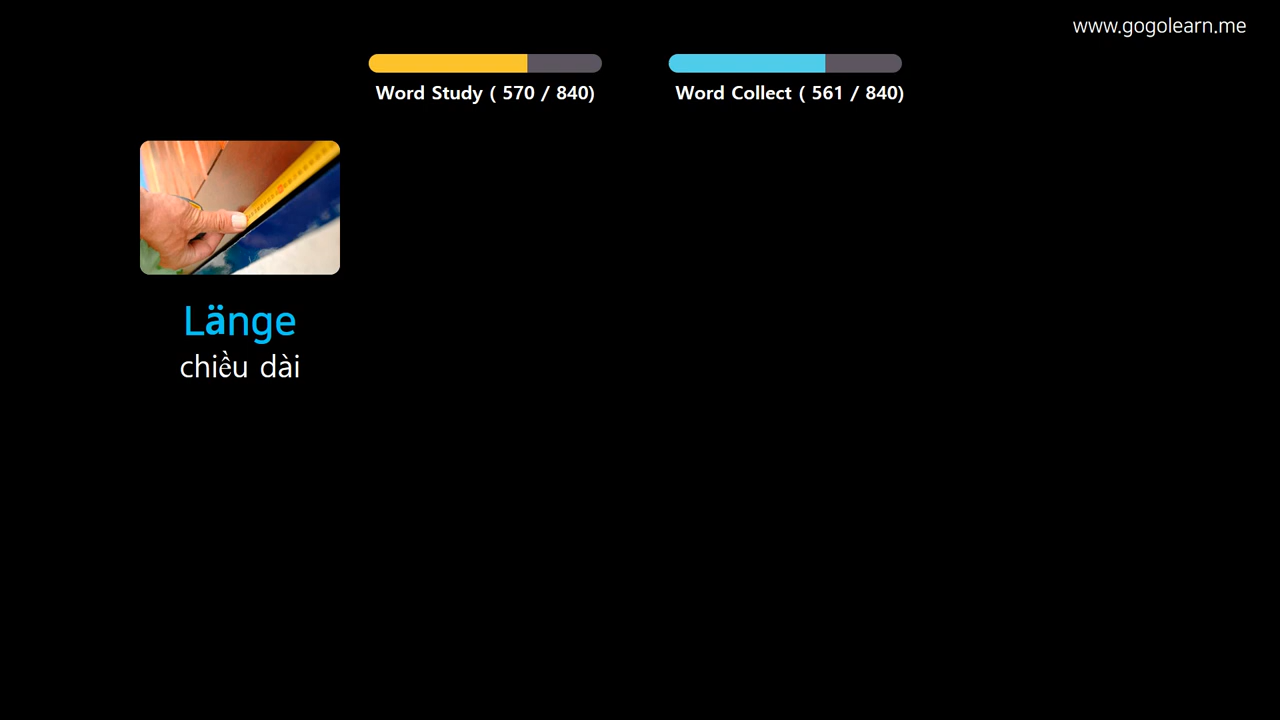 www.gogolearn.me
Word Study ( 570 / 840)
Word Collect ( 561 / 840)
Länge
chiều dài